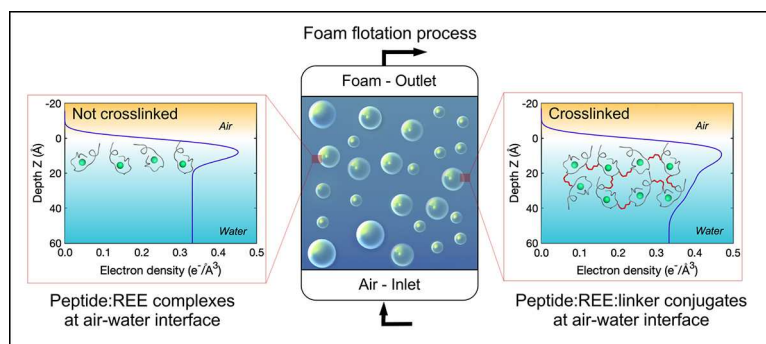 Foam flotation process
Foam - Outlet
Not crosslinked
Air
Water
-20
0
20
40
60
Depth Z (Å)
0.0 0.1 0.2 0.3 0.4 0.5
Electron density (e⁻/A³)
Peptide:REE complexes
at air-water interface
Air - Inlet
Crosslinked
Air
Water
-20
0
20
40
60
Depth Z (Å)
0.0 0.1 0.2 0.3 0.4 0.5
Electron density (e⁻/Å³)
Peptide:REE:linker conjugates
at air-water interface